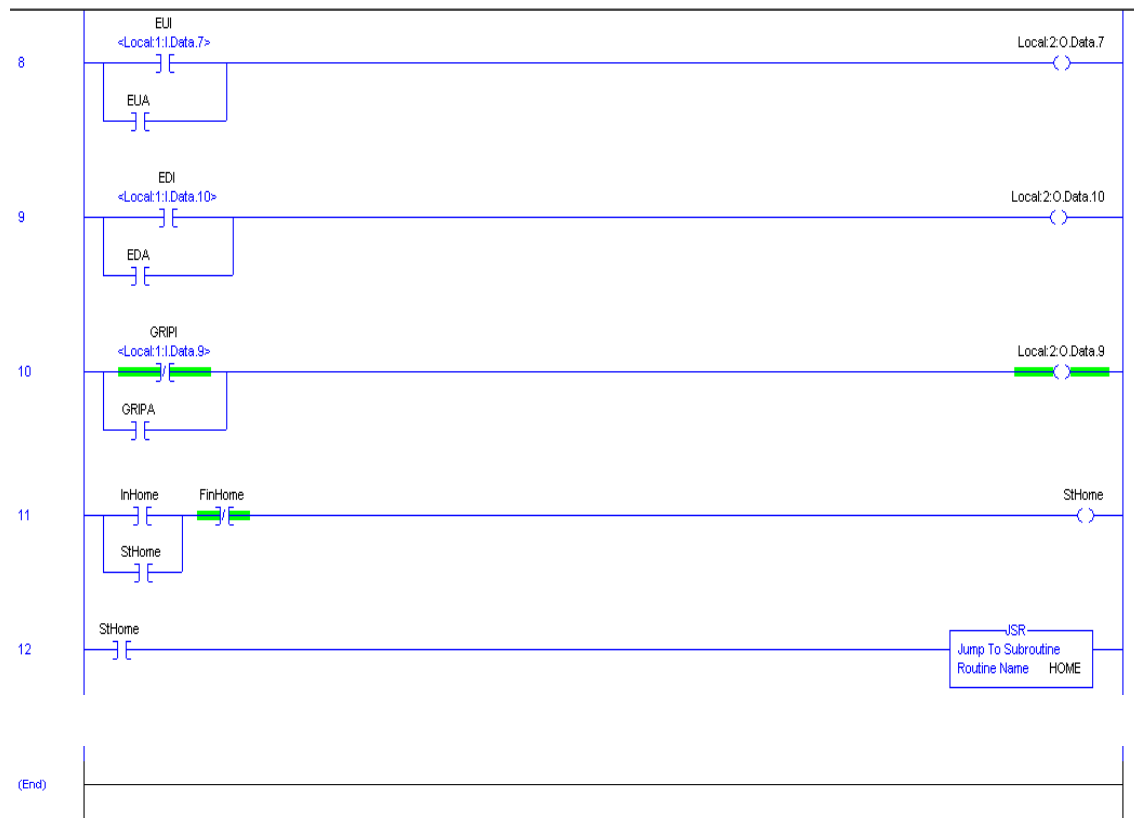 EUI
<Local:1:I.Data.7>
Local:2:O.Data.7
8
EUA
EDI
<Local:1:I.Data.10>
Local:2:O.Data.10
9
EDA
GRIPI
<Local:1:I.Data.9>
Local:2:O.Data.9
10
GRIPA
InHome FinHome StHome
11
StHome
StHome
JSR
12
Jump To Subroutine
Routine Name HOME
(End)